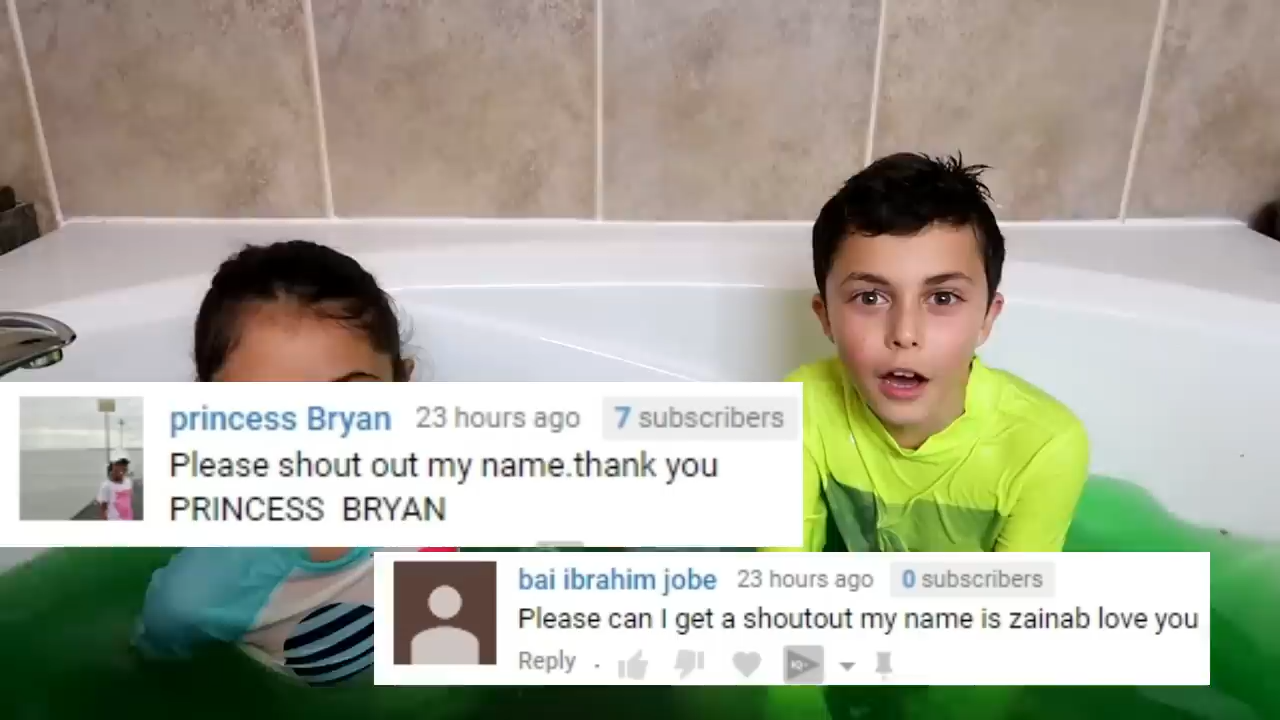 princess Bryan 23 hours ago 7 subscribers
Please shout out my name.thank you
PRINCESS BRYAN
bai ibrahim jobe 23 hours ago 0 subscribers
Please can I get a shoutout my name is zainab love you
Reply .
IQ+